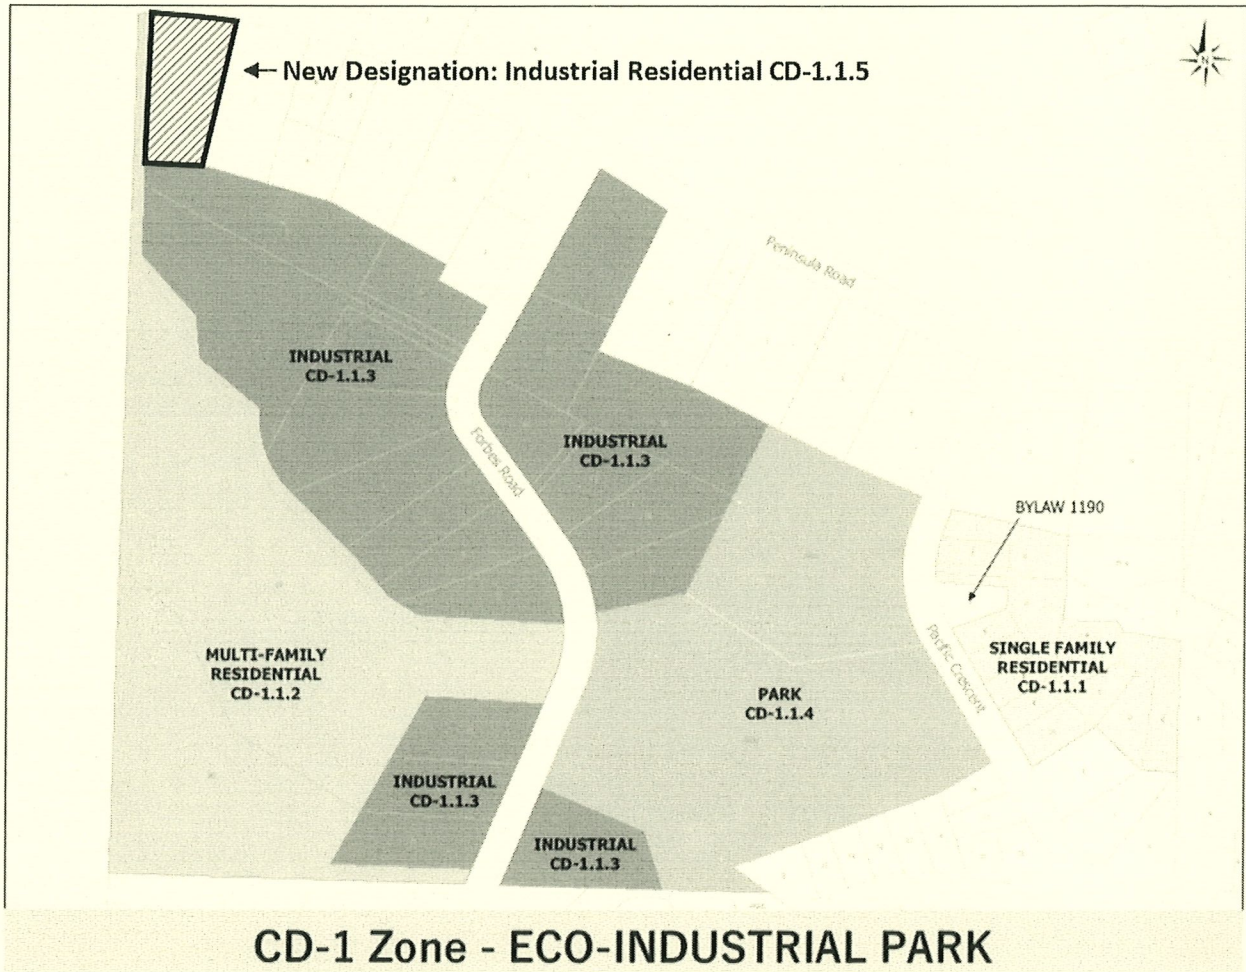 New Designation: Industrial Residential CD-1.1.5
N
Peninsula Road
INDUSTRIAL
CD-1.1.3
INDUSTRIAL
CD-1.1.3
Forbes Road
BYLAW 1190
MULTI-FAMILY
RESIDENTIAL
CD-1.1.2
Pacific Crescent
SINGLE FAMILY
RESIDENTIAL
CD-1.1.1
PARK
CD-1.1.4
INDUSTRIAL
CD-1.1.3
INDUSTRIAL
CD-1.1.3
CD-1 Zone - ECO-INDUSTRIAL PARK